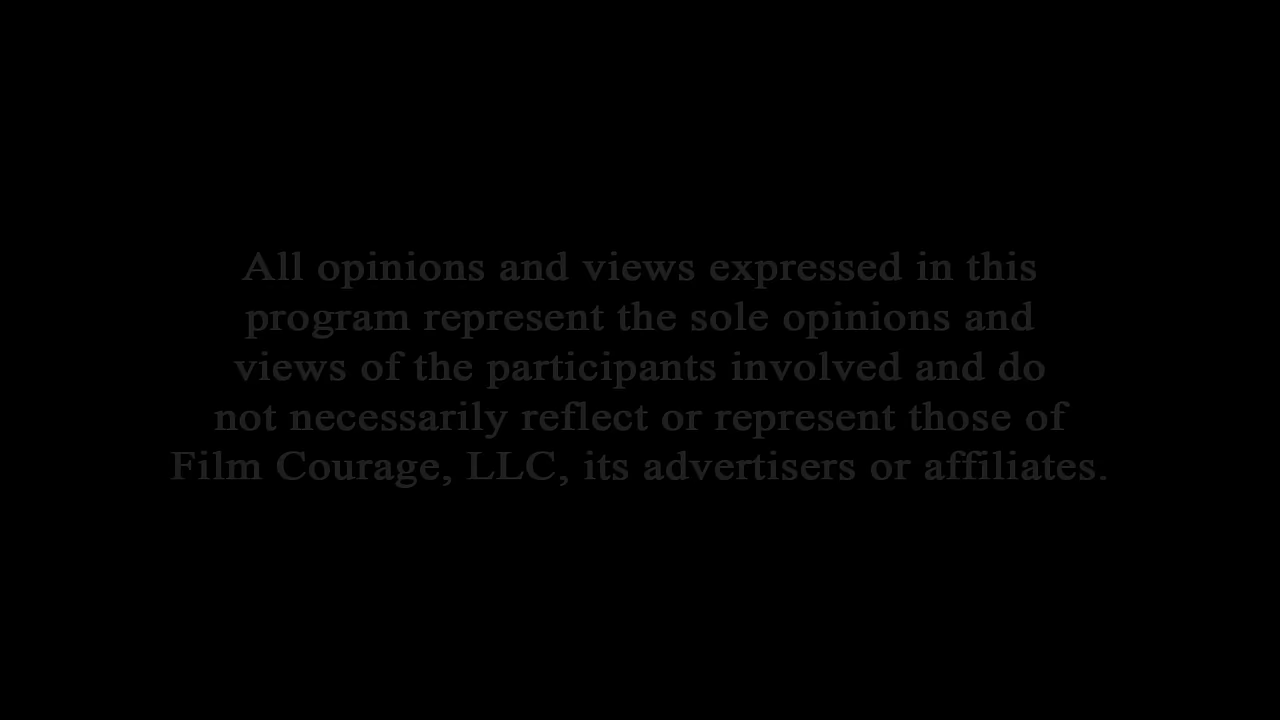 All opinions and views expressed in this
program represent the sole opinions and
views of the participants involved and do
not necessarily reflect or represent those of
Film Courage, LLC, its advertisers or affiliates.